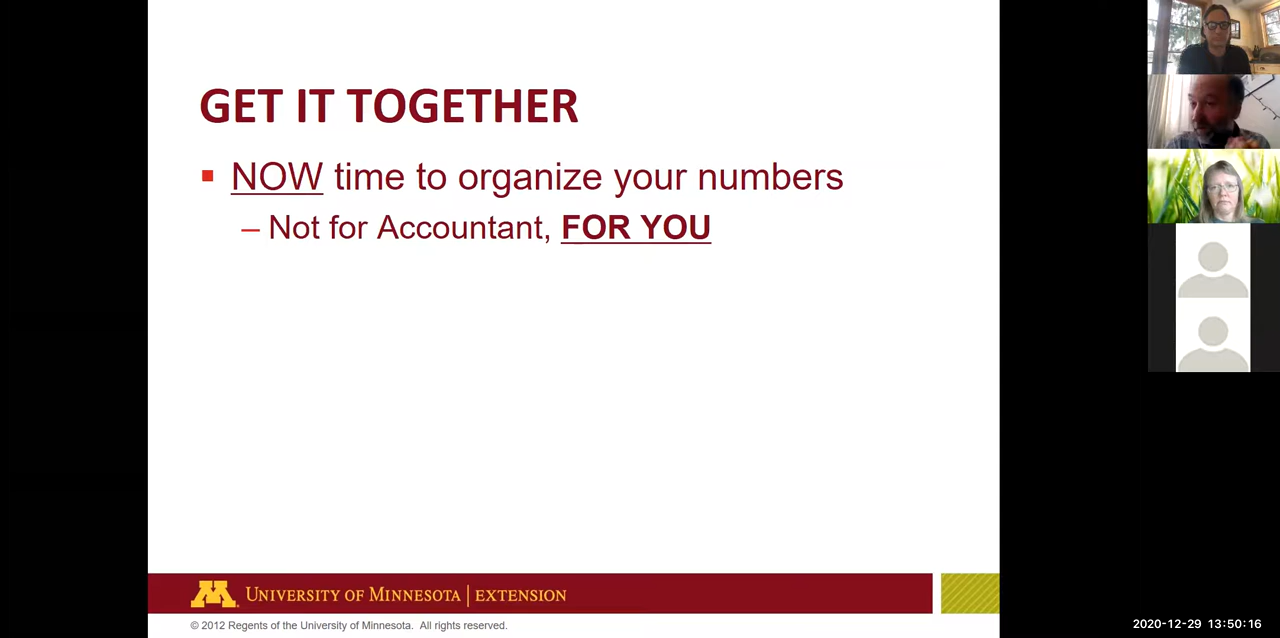 GET IT TOGETHER
▪ NOW time to organize your numbers
– Not for Accountant, FOR YOU
M
UNIVERSITY OF MINNESOTA | EXTENSION
© 2012 Regents of the University of Minnesota. All rights reserved.
2020-12-29 13:50:16